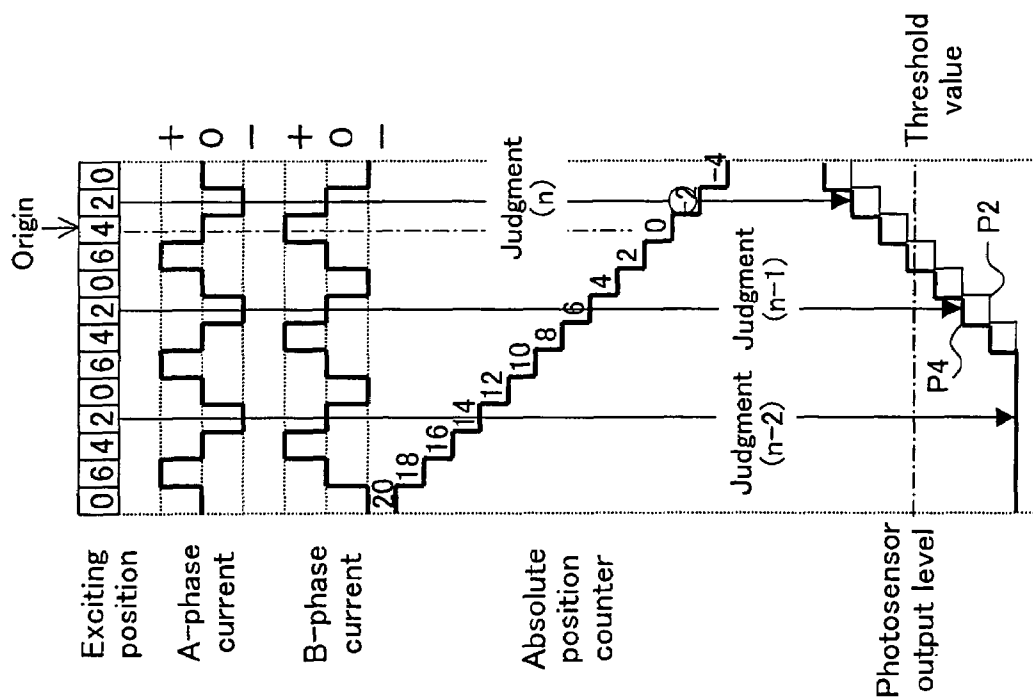 Origin
Exciting
position
0 6 4 2 0 6 4 2 0 6 4 2 0
A-phase
current
+
0
−
B-phase
current
+
0
−
Absolute
position
counter
20
18
16
14
12
10
8
6
4
2
0
-2
-4
Judgment
(n-2)
Judgment
(n-1)
Judgment
(n)
Photosensor
output level
Threshold
value
P4
P2